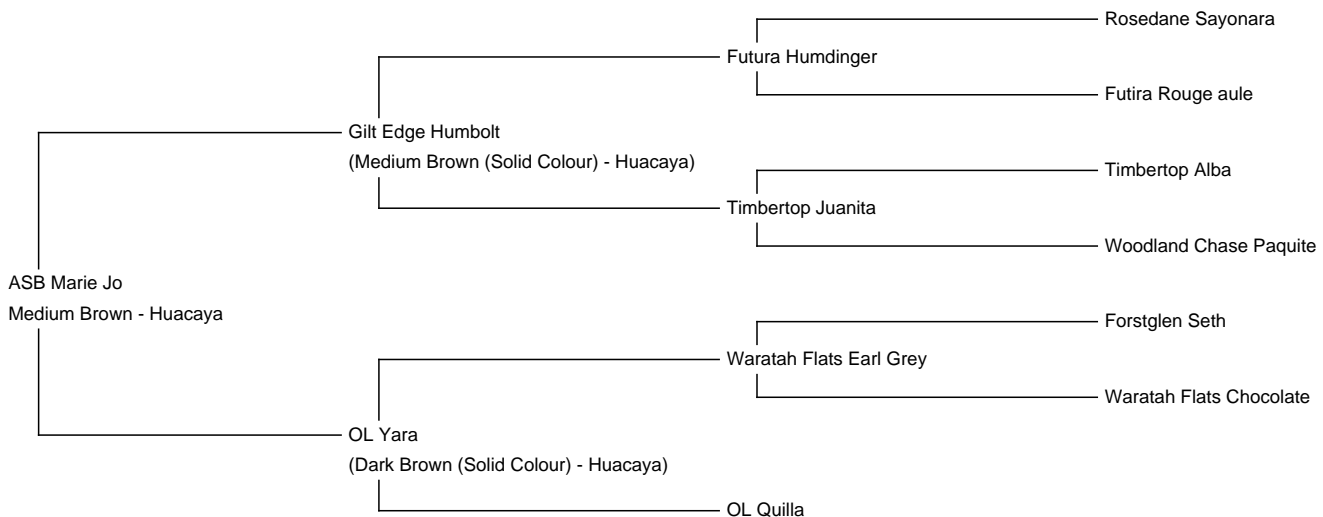 Rosedane Sayonara
Futura Humdinger
Futira Rouge aule
Gilt Edge Humbolt
(Medium Brown (Solid Colour) - Huacaya)
Timbertop Alba
Timbertop Juanita
Woodland Chase Paquite
ASB Marie Jo
Medium Brown - Huacaya
Forstglen Seth
Waratah Flats Earl Grey
Waratah Flats Chocolate
OL Yara
(Dark Brown (Solid Colour) - Huacaya)
OL Quilla